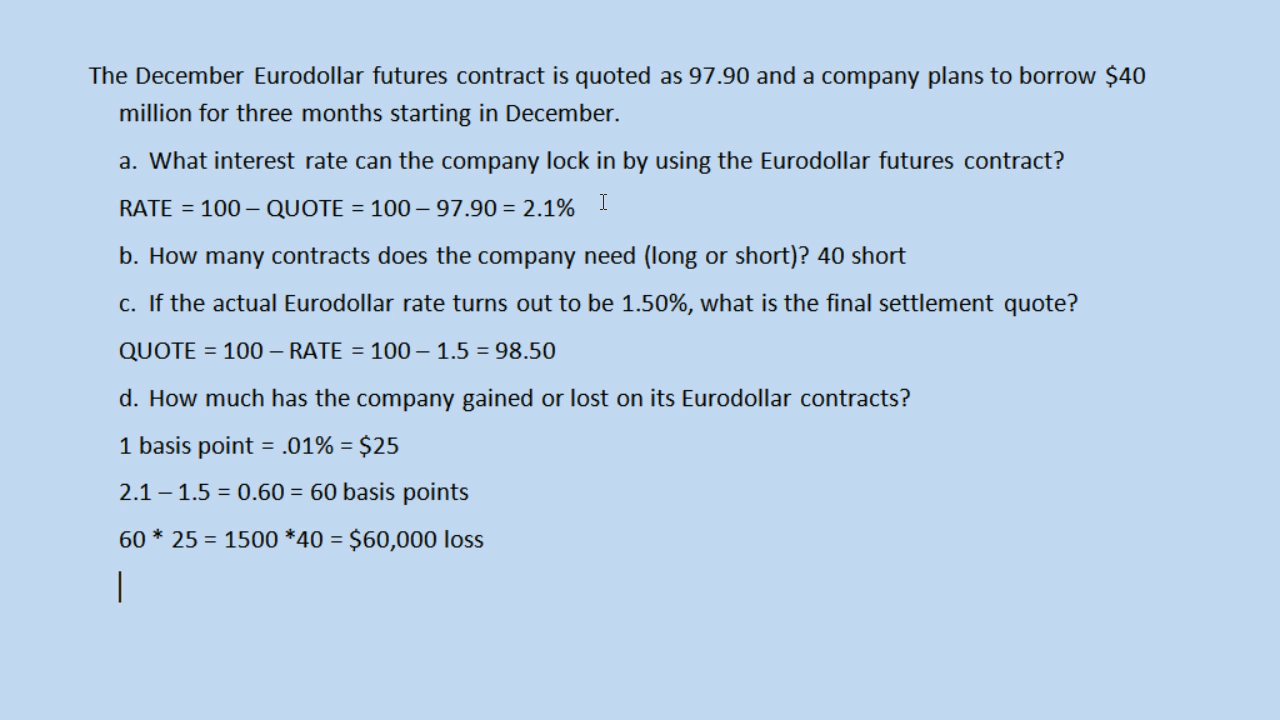 The December Eurodollar futures contract is quoted as 97.90 and a company plans to borrow $40
million for three months starting in December.
a. What interest rate can the company lock in by using the Eurodollar futures contract?
RATE = 100 – QUOTE = 100 – 97.90 = 2.1%
b. How many contracts does the company need (long or short)? 40 short
c. If the actual Eurodollar rate turns out to be 1.50%, what is the final settlement quote?
QUOTE = 100 – RATE = 100 – 1.5 = 98.50
d. How much has the company gained or lost on its Eurodollar contracts?
1 basis point = .01% = $25
2.1 – 1.5 = 0.60 = 60 basis points
60 * 25 = 1500 *40 = $60,000 loss